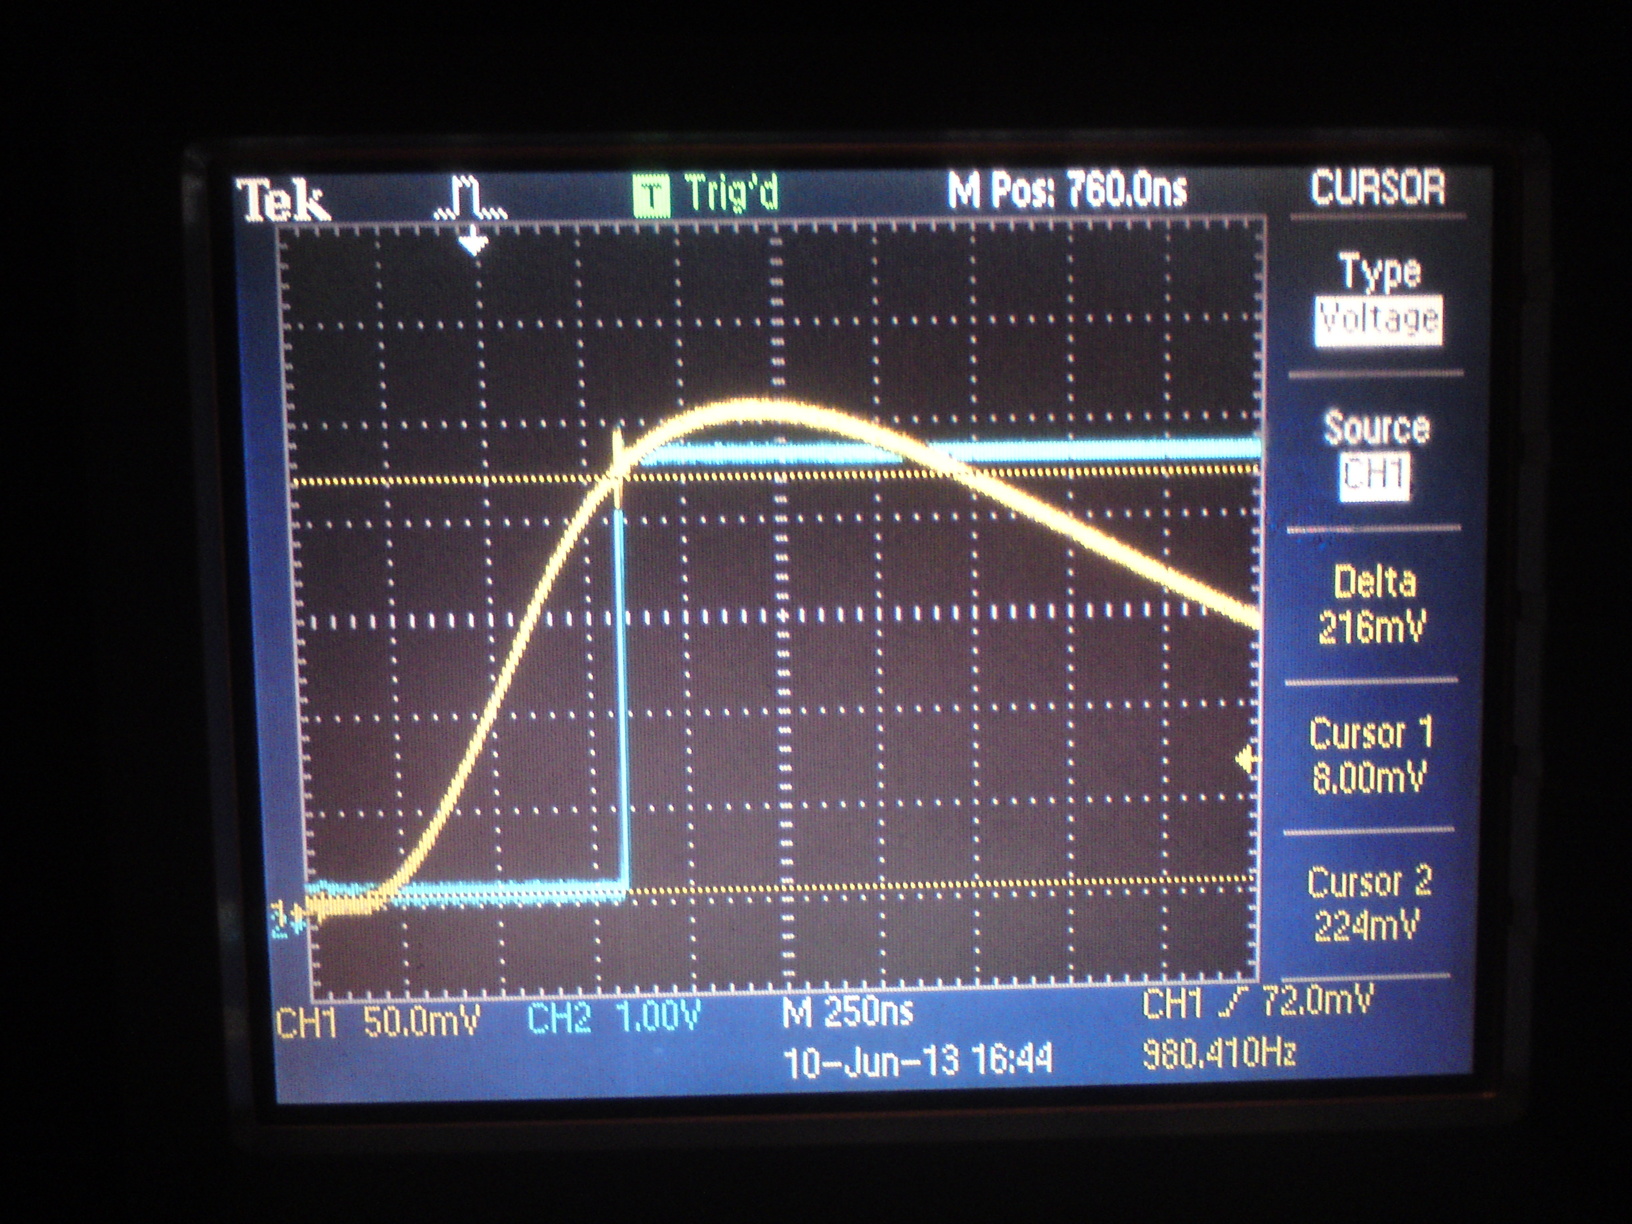 Tek T Trig'd M Pos: 760.0ns CURSOR
Type
Voltage
Source
CH1
Delta
216mV
Cursor 1
8.00mV
Cursor 2
224mV
1
2
CH1 50.0mV CH2 1.00V M 250ns CH1 72.0mV
10-Jun-13 16:44 980.410Hz